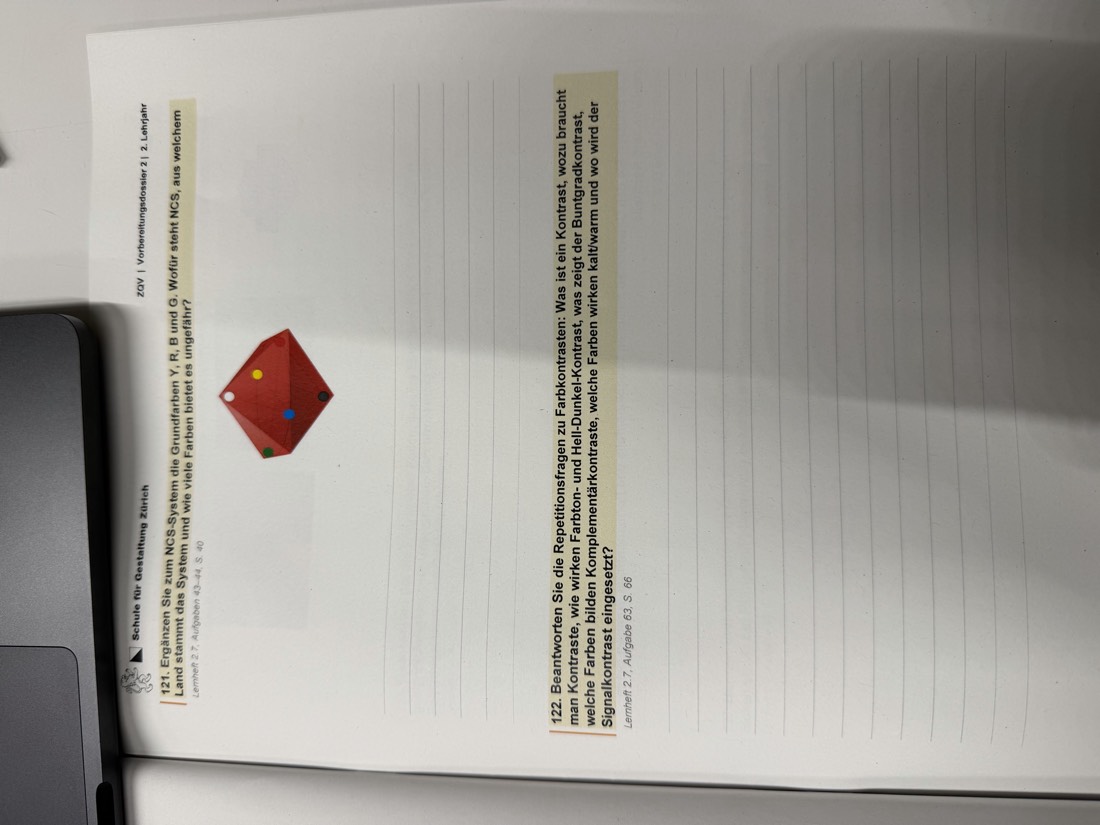 Schule für Gestaltung Zürich
ZQV | Vorbereitungsdossier 2 | 2. Lehrjahr
121. Ergänzen Sie zum NCS-System die Grundfarben Y, R, B und G. Wofür steht NCS, aus welchem
Land stammt das System und wie viele Farben bietet es ungefähr?
Lernheft 2.7, Aufgaben 43–44, S. 40
122. Beantworten Sie die Repetitionsfragen zu Farbkontrasten: Was ist ein Kontrast, wozu braucht
man Kontraste, wie wirken Farbton- und Hell-Dunkel-Kontrast, was zeigt der Buntgradkontrast,
welche Farben bilden Komplementärkontraste, welche Farben wirken kalt/warm und wo wird der
Signalkontrast eingesetzt?
Lernheft 2.7, Aufgabe 63, S. 66